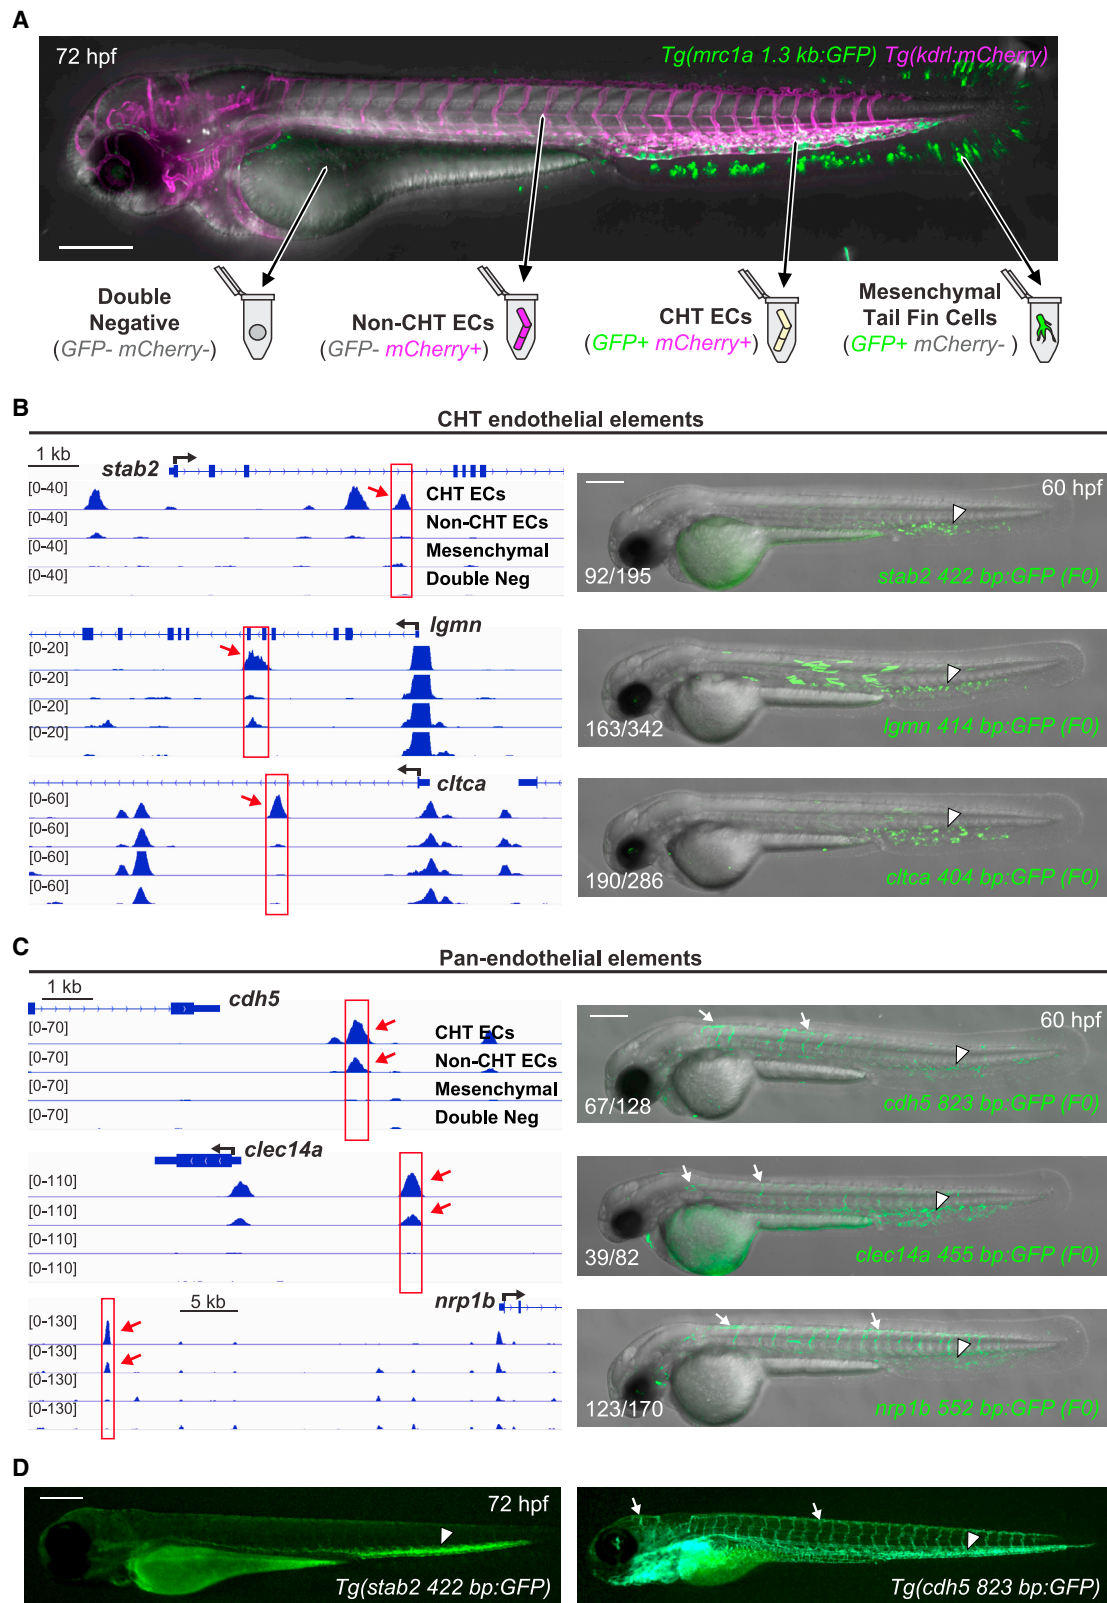 A
72 hpf
Tg(mrc1a 1.3 kb:GFP) Tg(kdrl:mCherry)
Double
Negative
(GFP- mCherry-)
Non-CHT ECs
(GFP- mCherry+)
CHT ECs
(GFP+ mCherry+)
Mesenchymal
Tail Fin Cells
(GFP+ mCherry- )
B
CHT endothelial elements
1 kb
stab2
[0-40]
CHT ECs
[0-40]
Non-CHT ECs
[0-40]
Mesenchymal
[0-40]
Double Neg
60 hpf
92/195
stab2 422 bp:GFP (F0)
lgmn
[0-20]
[0-20]
[0-20]
[0-20]
163/342
lgmn 414 bp:GFP (F0)
cltca
[0-60]
[0-60]
[0-60]
[0-60]
190/286
cltca 404 bp:GFP (F0)
C
Pan-endothelial elements
1 kb
cdh5
[0-70]
CHT ECs
[0-70]
Non-CHT ECs
[0-70]
Mesenchymal
[0-70]
Double Neg
60 hpf
67/128
cdh5 823 bp:GFP (F0)
clec14a
[0-110]
[0-110]
[0-110]
[0-110]
39/82
clec14a 455 bp:GFP (F0)
5 kb
nrp1b
[0-130]
[0-130]
[0-130]
[0-130]
123/170
nrp1b 552 bp:GFP (F0)
D
72 hpf
Tg(stab2 422 bp:GFP)
Tg(cdh5 823 bp:GFP)